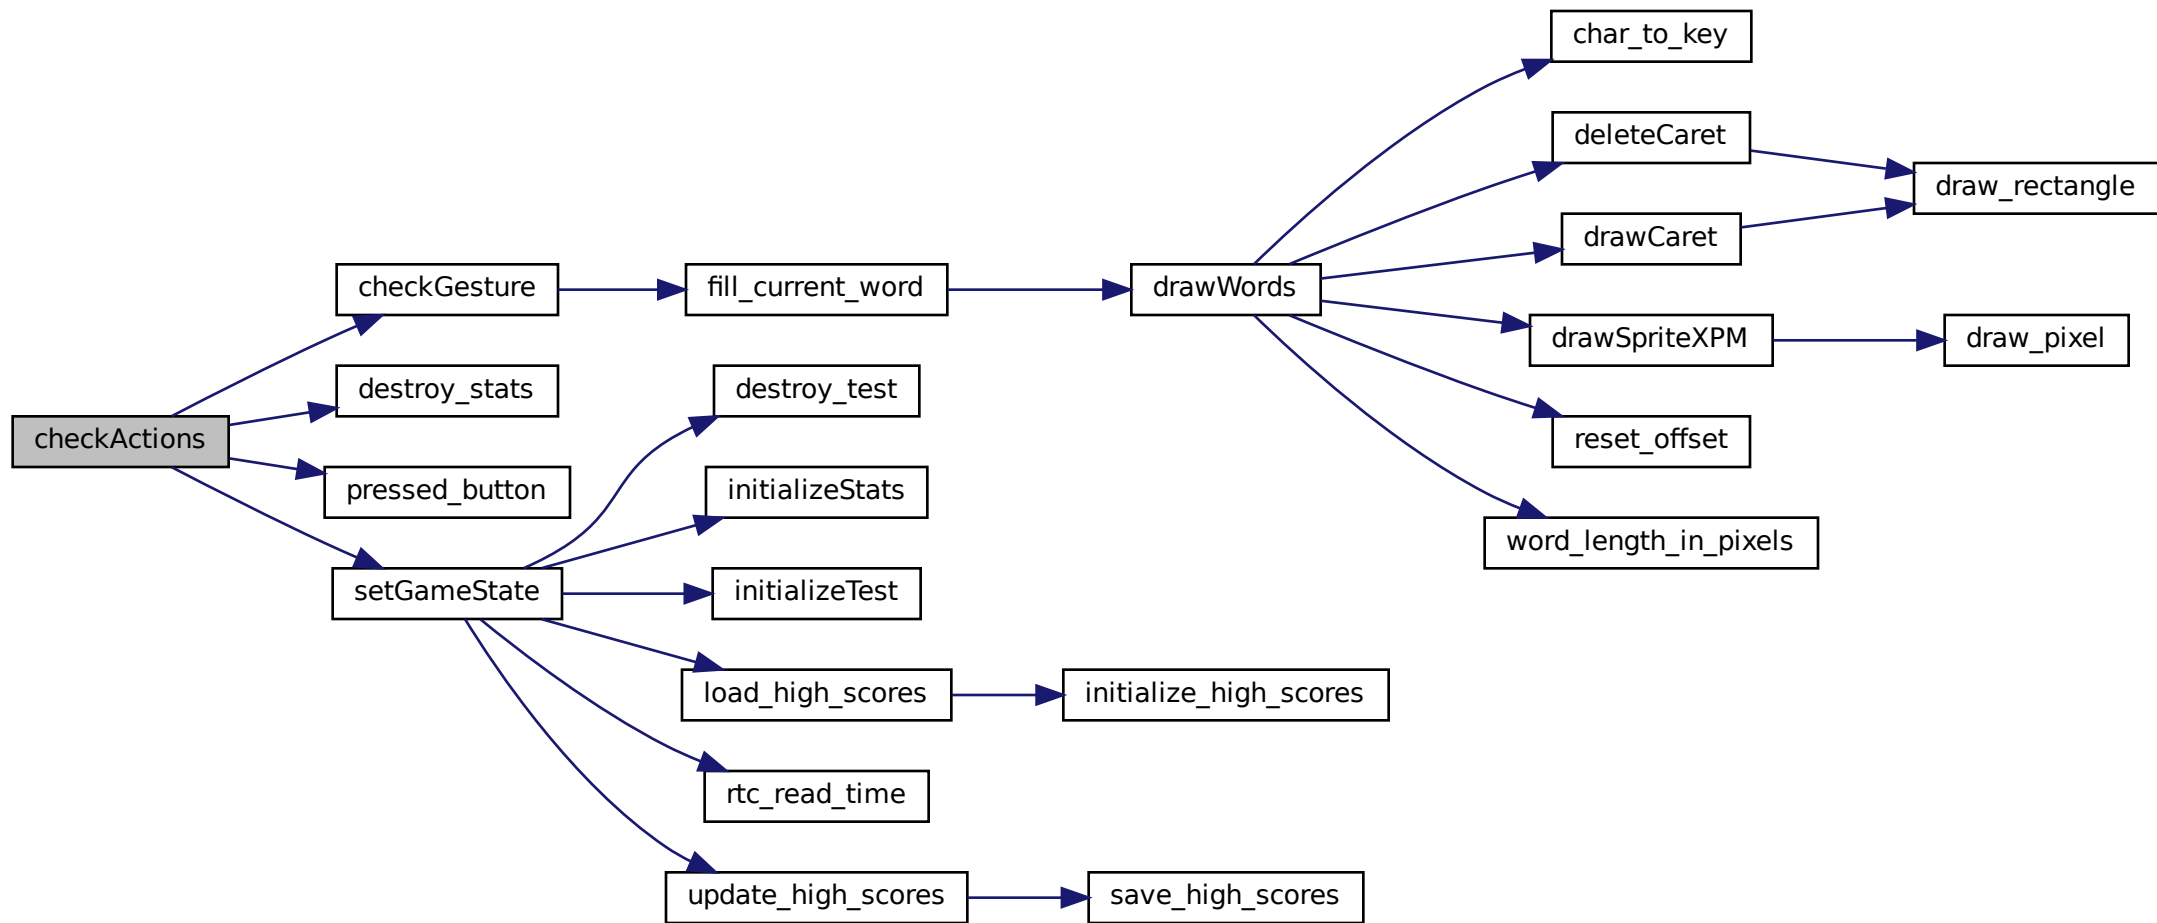 char_to_key
deleteCaret
draw_rectangle
drawCaret
checkGesture
fill_current_word
drawWords
drawSpriteXPM
draw_pixel
destroy_stats
destroy_test
checkActions
reset_offset
pressed_button
initializeStats
word_length_in_pixels
setGameState
initializeTest
load_high_scores
initialize_high_scores
rtc_read_time
update_high_scores
save_high_scores